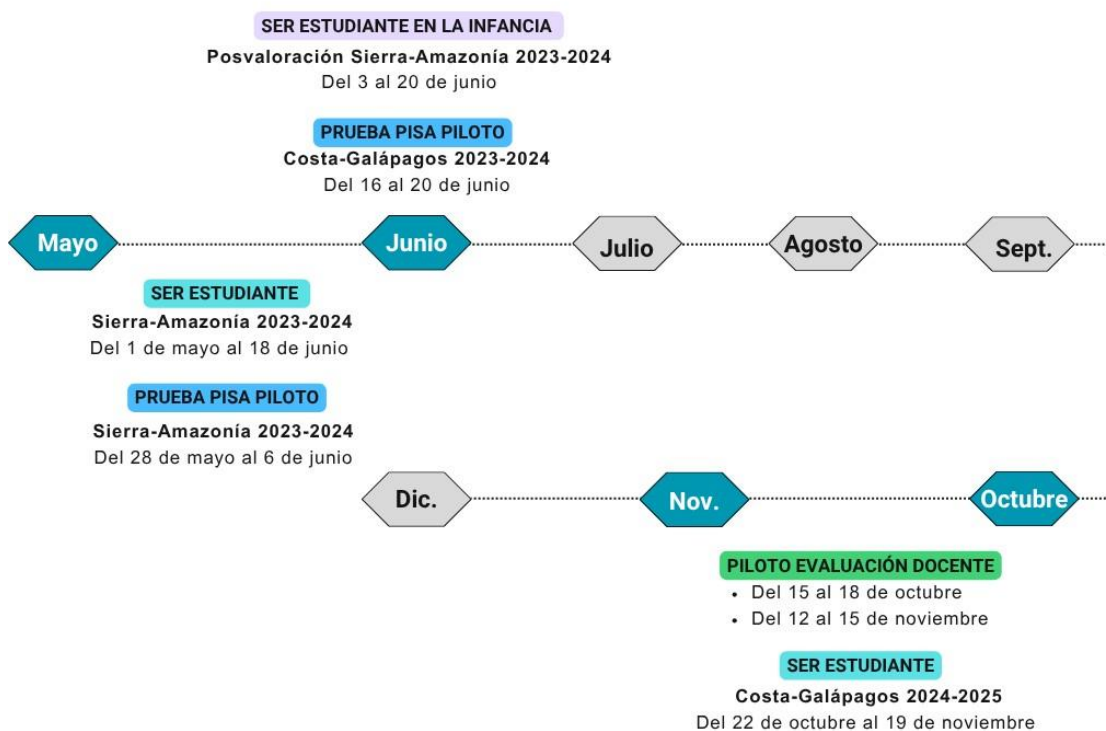 SER ESTUDIANTE EN LA INFANCIA
Posvaloración Sierra-Amazonía 2023-2024
Del 3 al 20 de junio
PRUEBA PISA PILOTO
Costa-Galápagos 2023-2024
Del 16 al 20 de junio
Mayo
Junio
Julio
Agosto
Sept.
SER ESTUDIANTE
Sierra-Amazonía 2023-2024
Del 1 de mayo al 18 de junio
PRUEBA PISA PILOTO
Sierra-Amazonía 2023-2024
Del 28 de mayo al 6 de junio
Dic.
Nov.
Octubre
PILOTO EVALUACIÓN DOCENTE
• Del 15 al 18 de octubre
• Del 12 al 15 de noviembre
SER ESTUDIANTE
Costa-Galápagos 2024-2025
Del 22 de octubre al 19 de noviembre